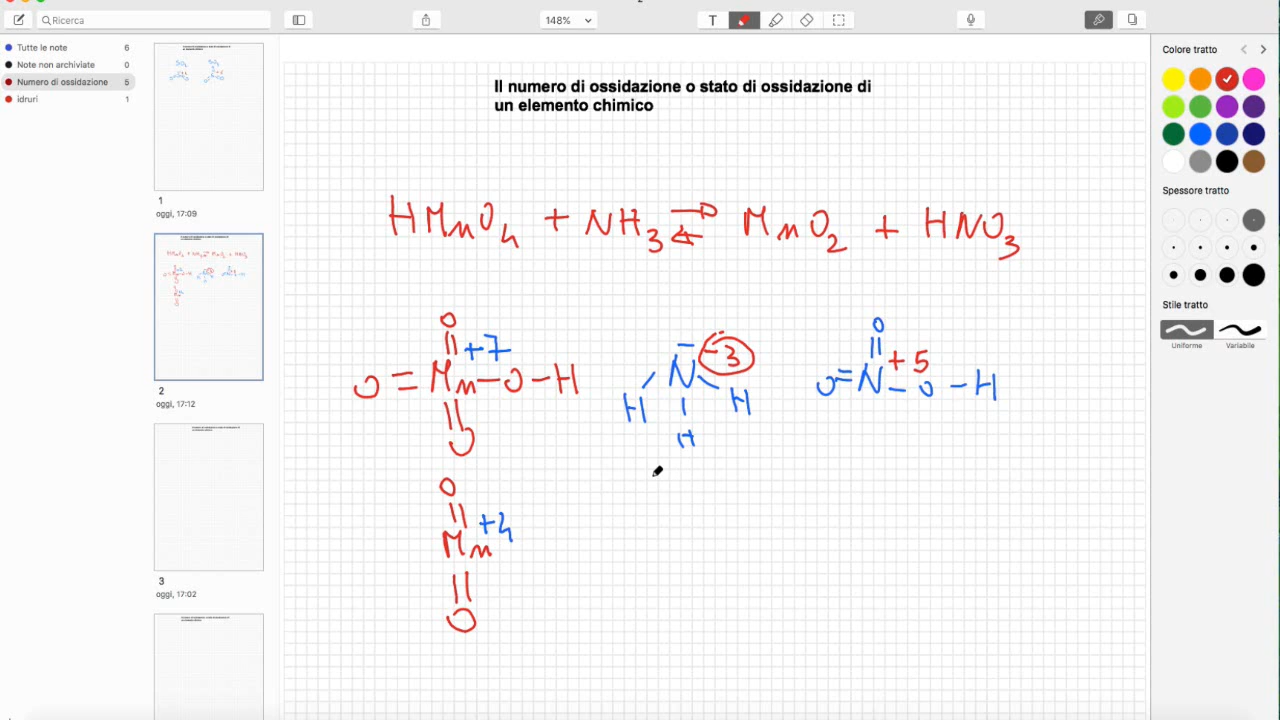 Ricerca
148%
T
Tutte le note 6
Note non archiviate 0
Numero di ossidazione 5
idruri 1
1
oggi, 17:09
2
oggi, 17:12
3
oggi, 17:02
Il numero di ossidazione o stato di ossidazione di
un elemento chimico
HMnO4 + NH3 ⇄ MnO2 + HNO3
O
+7
O = Mn - O - H
O
N -3
H H
H
O
+5
O = N - O - H
O
+4
Mn
O
Colore tratto
Spessore tratto
Stile tratto
Uniforme Variabile